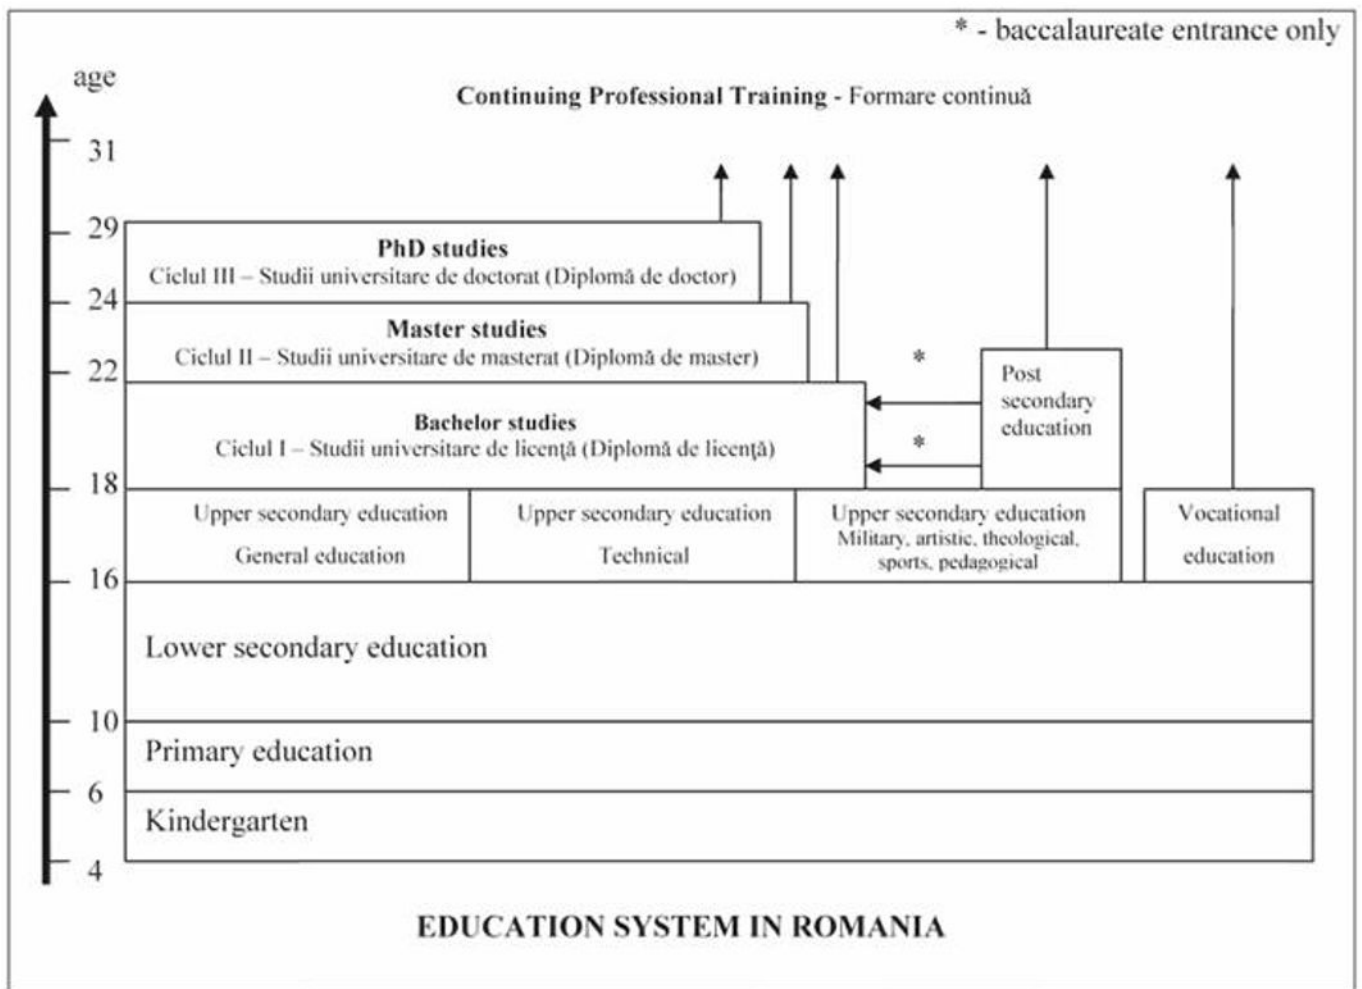 * - baccalaureate entrance only
age
Continuing Professional Training - Formare continuă
31
29
PhD studies
Ciclul III – Studii universitare de doctorat (Diplomă de doctor)
24
Master studies
Ciclul II – Studii universitare de masterat (Diplomă de master)
*
22
Post
secondary
education
Bachelor studies
Ciclul I – Studii universitare de licenţă (Diplomă de licenţă)
*
18
Upper secondary education
General education
Upper secondary education
Technical
Upper secondary education
Military, artistic, theological,
sports, pedagogical
Vocational
education
16
Lower secondary education
10
Primary education
6
Kindergarten
4
EDUCATION SYSTEM IN ROMANIA